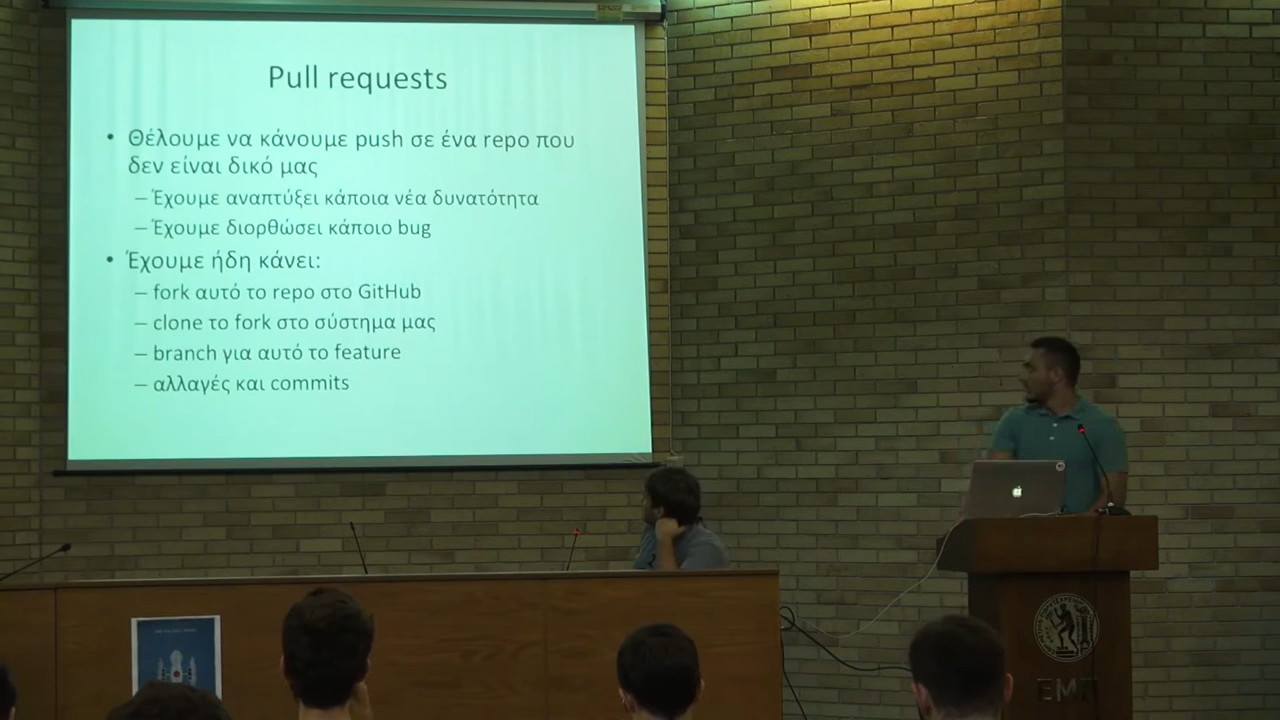 Pull requests
• Θέλουμε να κάνουμε push σε ένα repo που
δεν είναι δικό μας
– Έχουμε αναπτύξει κάποια νέα δυνατότητα
– Έχουμε διορθώσει κάποιο bug
• Έχουμε ήδη κάνει:
– fork αυτό το repo στο GitHub
– clone το fork στο σύστημα μας
– branch για αυτό το feature
– αλλαγές και commits
ΕΜΠ